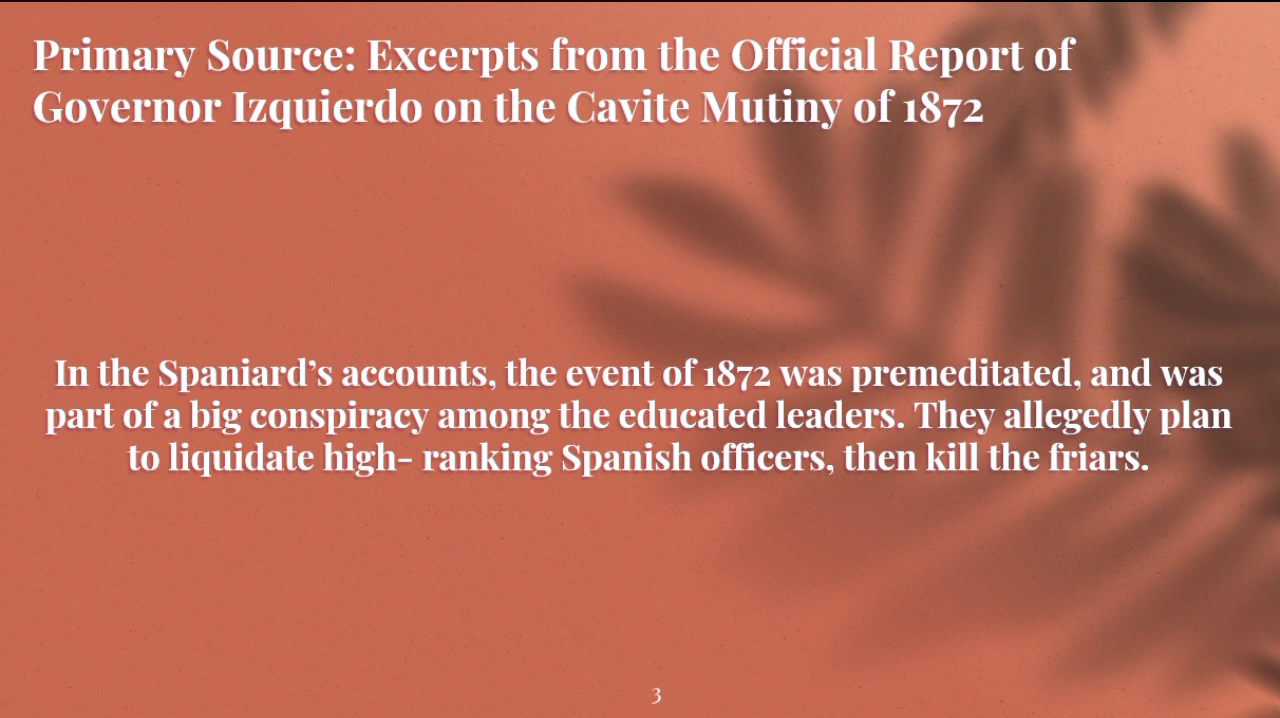 Primary Source: Excerpts from the Official Report of
Governor Izquierdo on the Cavite Mutiny of 1872
In the Spaniard’s accounts, the event of 1872 was premeditated, and was
part of a big conspiracy among the educated leaders. They allegedly plan
to liquidate high- ranking Spanish officers, then kill the friars.
3